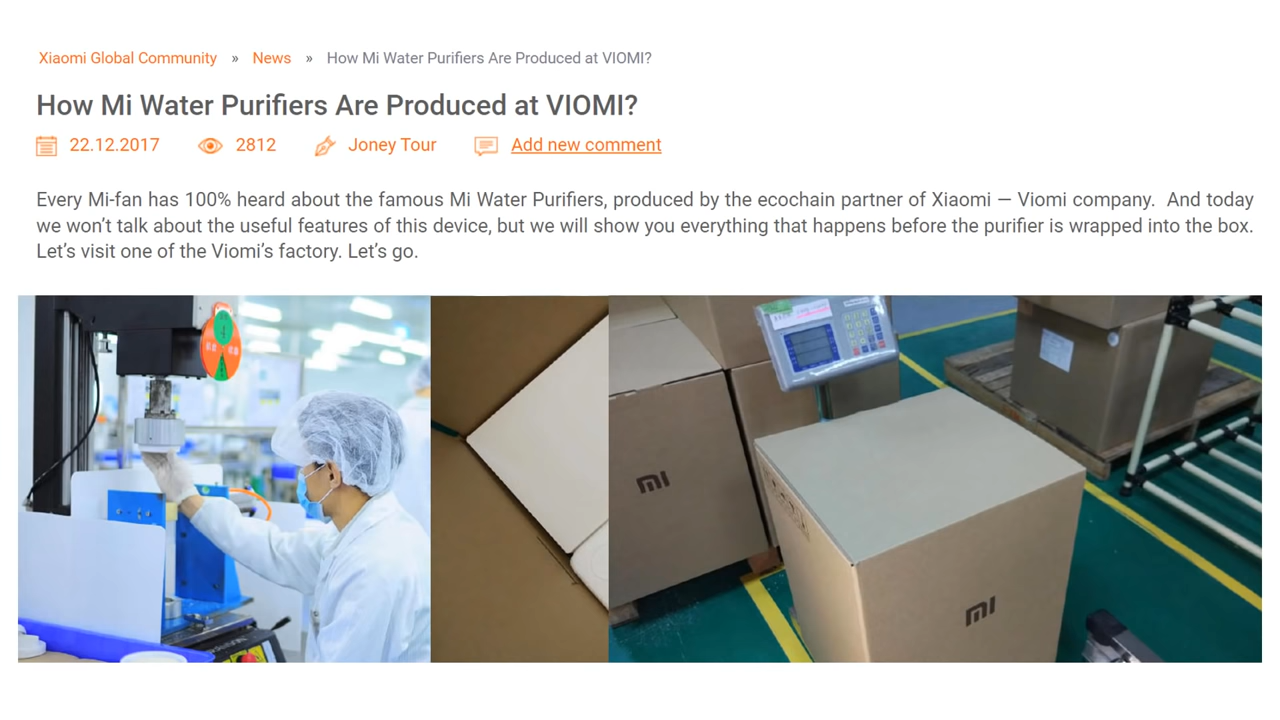 Xiaomi Global Community » News » How Mi Water Purifiers Are Produced at VIOMI?
How Mi Water Purifiers Are Produced at VIOMI?
22.12.2017 2812 Joney Tour Add new comment
Every Mi-fan has 100% heard about the famous Mi Water Purifiers, produced by the ecochain partner of Xiaomi — Viomi company. And today
we won’t talk about the useful features of this device, but we will show you everything that happens before the purifier is wrapped into the box.
Let’s visit one of the Viomi’s factory. Let’s go.
mi
mi